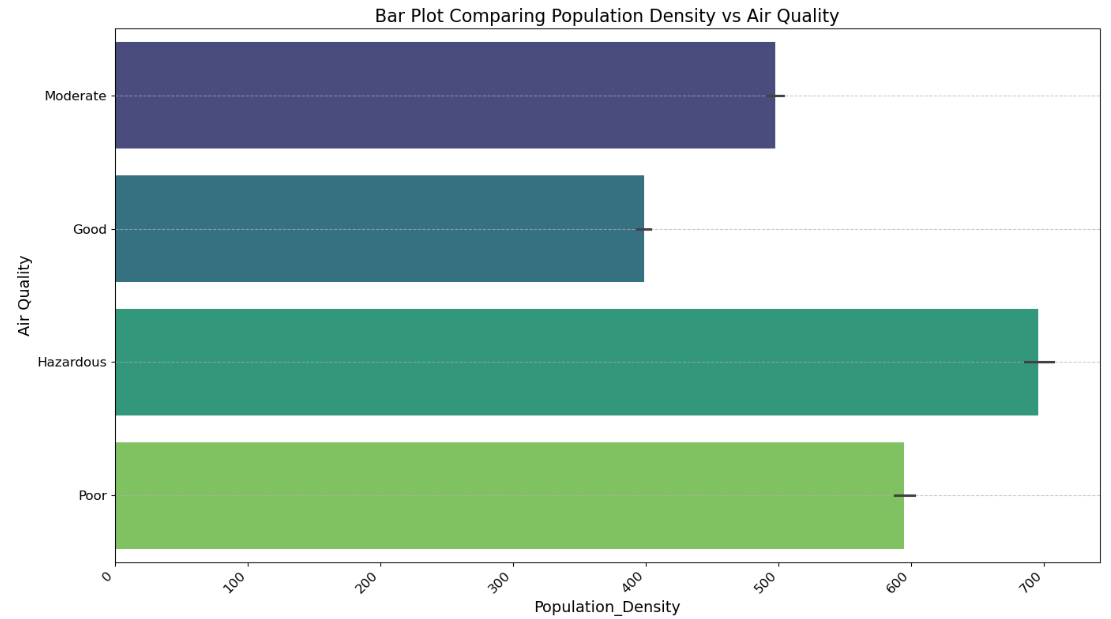 Bar Plot Comparing Population Density vs Air Quality
Air Quality
Moderate
Good
Hazardous
Poor
0 100 200 300 400 500 600 700
Population_Density